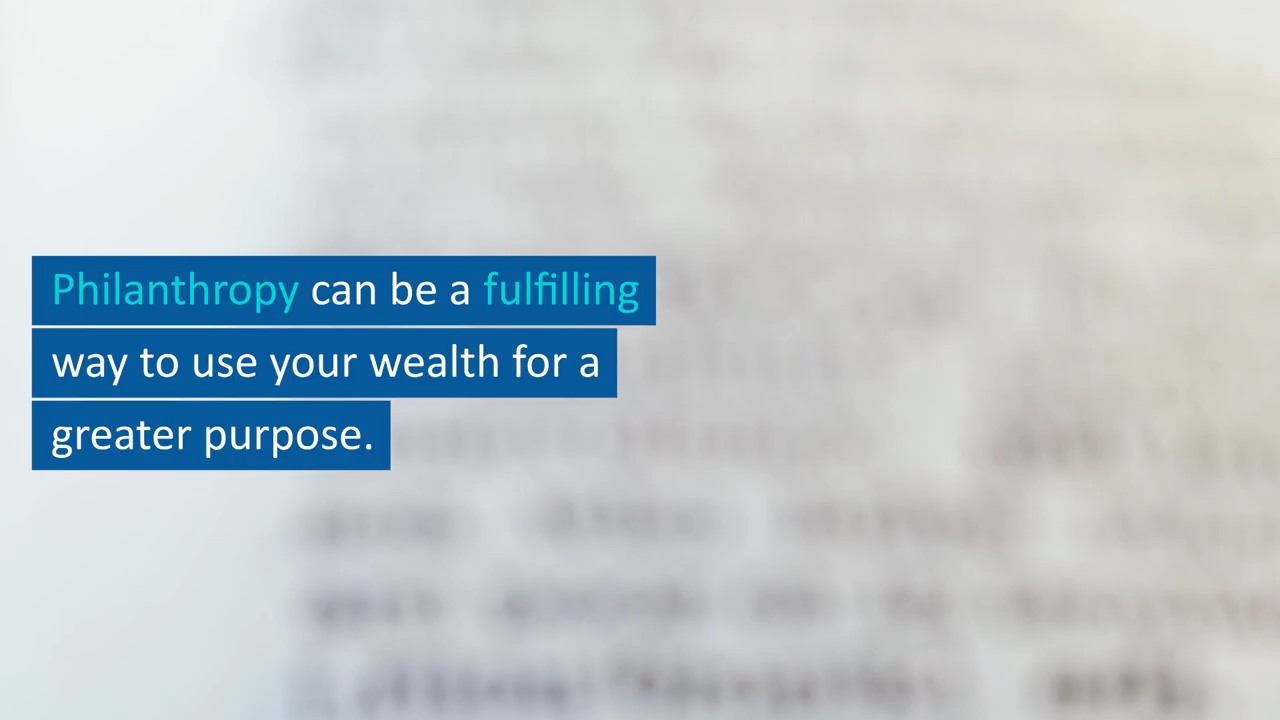 Philanthropy can be a fulfilling
way to use your wealth for a
greater purpose.